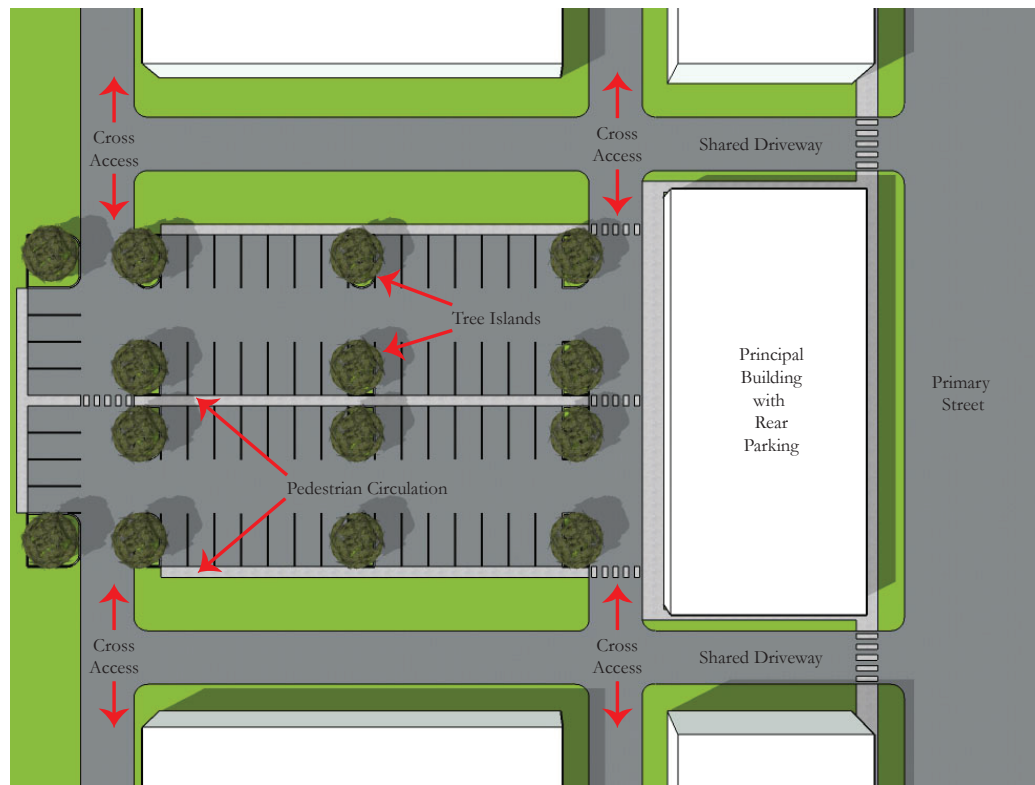 Cross
Access
Cross
Access
Shared Driveway
Tree Islands
Principal
Building
with
Rear
Parking
Primary
Street
Pedestrian Circulation
Cross
Access
Cross
Access
Shared Driveway